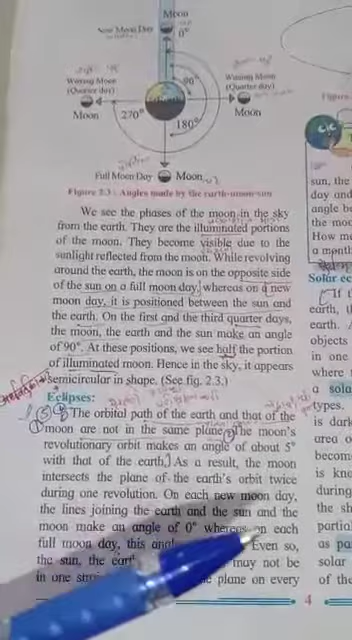 Moon
New Moon Day
0°
90°
Waxing Moon
(Quarter day)
Moon
Waning Moon
(Quarter day)
Moon
270°
180°
Full Moon Day Moon
Figure 2.3 : Angles made by the earth-moon-sun
We see the phases of the moon in the sky
from the earth. They are the illuminated portions
of the moon. They become visible due to the
sunlight reflected from the moon. While revolving
around the earth, the moon is on the opposite side
of the sun on a full moon day, whereas on a new
moon day, it is positioned between the sun and
the earth. On the first and the third quarter days,
the moon, the earth and the sun make an angle
of 90°. At these positions, we see half the portion
of illuminated moon. Hence in the sky, it appears
semicircular in shape. (See fig. 2.3.)
Eclipses:
The orbital path of the earth and that of the
moon are not in the same plane. The moon's
revolutionary orbit makes an angle of about 5°
with that of the earth. As a result, the moon
intersects the plane of the earth's orbit twice
during one revolution. On each new moon day,
the lines joining the earth and the sun and the
moon make an angle of 0° whereas on each
full moon day, this Even so,
the sun, the may not be
in one plane on every
Figure
sun, the
day and
angle be
the moo
How m
a month
Solar ec
If th
earth, t
earth.
objects
in one
where
a solar
types.
is dark
area o
becom
is kno
during
the sh
partia
as pa
solar
of the
4